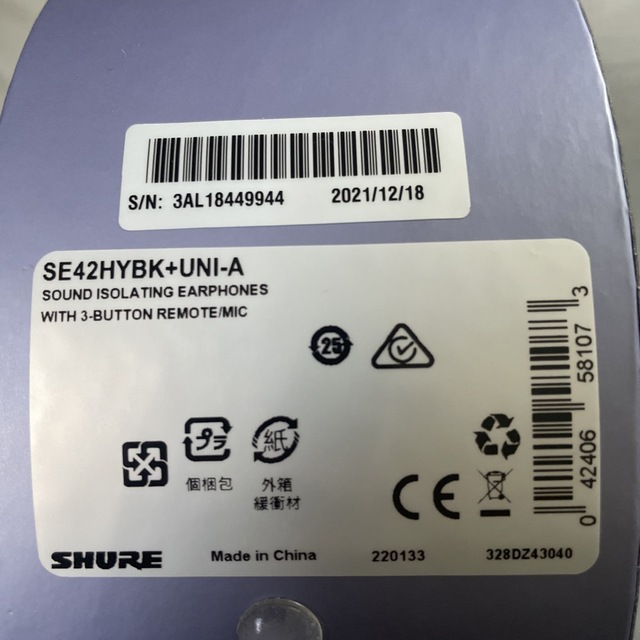 S/N: 3AL18449944 2021/12/18
SE42HYBK+UNI-A
SOUND ISOLATING EARPHONES
WITH 3-BUTTON REMOTE/MIC
25
プラ 紙
個梱包 外箱
緩衝材
CE
0 42406 58107 3
SHURE Made in China 220133 328DZ43040